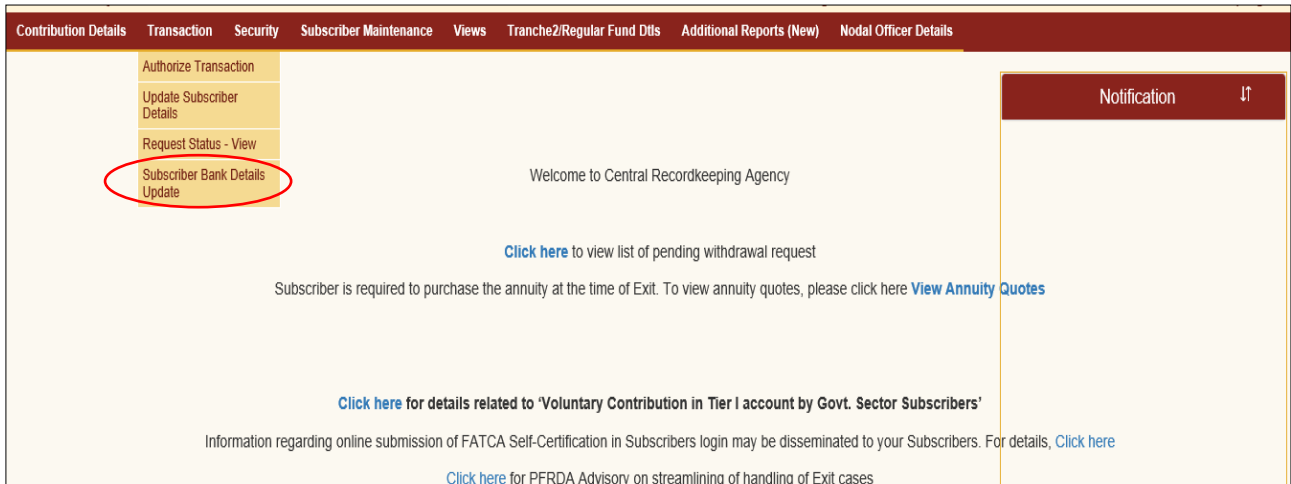 Contribution Details Transaction Security Subscriber Maintenance Views Tranche2/Regular Fund Dtls Additional Reports (New) Nodal Officer Details
Authorize Transaction
Update Subscriber
Details
Request Status - View
Subscriber Bank Details
Update
Notification
Welcome to Central Recordkeeping Agency
Click here to view list of pending withdrawal request
Subscriber is required to purchase the annuity at the time of Exit. To view annuity quotes, please click here View Annuity Quotes
Click here for details related to ‘Voluntary Contribution in Tier I account by Govt. Sector Subscribers’
Information regarding online submission of FATCA Self-Certification in Subscribers login may be disseminated to your Subscribers. For details, Click here
Click here for PFRDA Advisory on streamlining of handling of Exit cases